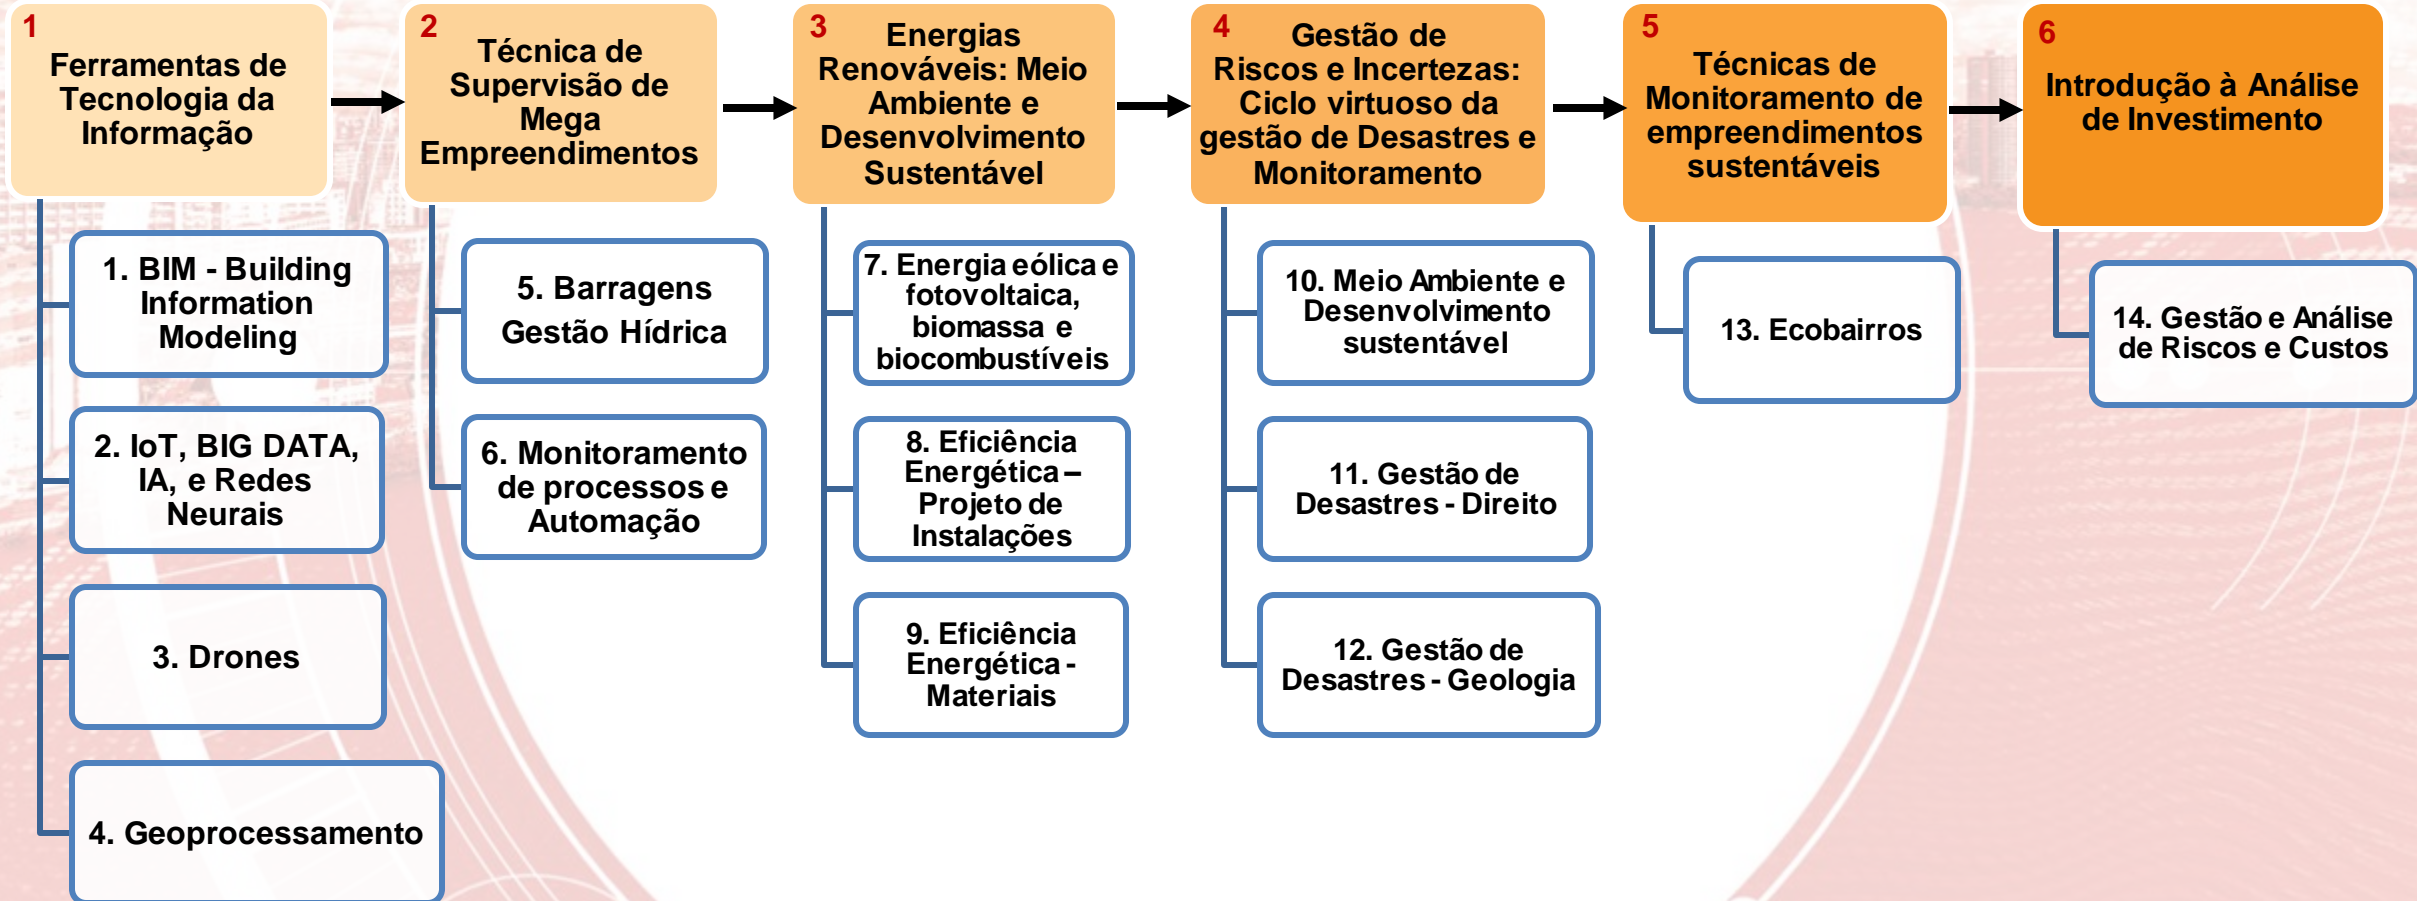 1
Ferramentas de
Tecnologia da
Informação
2
Técnica de
Supervisão de
Mega
Empreendimentos
3
Energias
Renováveis: Meio
Ambiente e
Desenvolvimento
Sustentável
4
Gestão de
Riscos e Incertezas:
Ciclo virtuoso da
gestão de Desastres e
Monitoramento
5
Técnicas de
Monitoramento de
empreendimentos
sustentáveis
6
Introdução à Análise
de Investimento
1. BIM - Building
Information
Modeling
2. IoT, BIG DATA,
IA, e Redes
Neurais
3. Drones
4. Geoprocessamento
5. Barragens
Gestão Hídrica
6. Monitoramento
de processos e
Automação
7. Energia eólica e
fotovoltaica,
biomassa e
biocombustíveis
8. Eficiência
Energética –
Projeto de
Instalações
9. Eficiência
Energética -
Materiais
10. Meio Ambiente e
Desenvolvimento
sustentável
11. Gestão de
Desastres - Direito
12. Gestão de
Desastres - Geologia
13. Ecobairros
14. Gestão e Análise
de Riscos e Custos